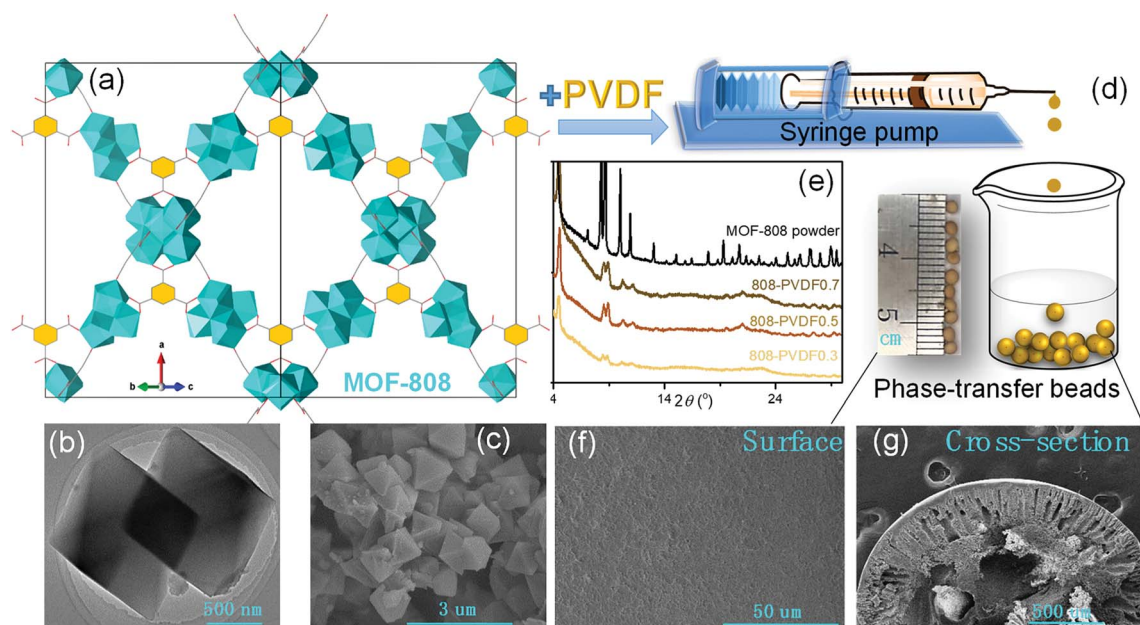 (a)
+PVDF
Syringe pump
(d)
(e)
MOF-808 powder
808-PVDF0.7
808-PVDF0.5
808-PVDF0.3
4
14
2θ (°)
24
4
5
cm
a
b
c
MOF-808
Phase-transfer beads
(b)
500 nm
(c)
3 um
(f)
Surface
50 um
(g)
Cross-section
500 um